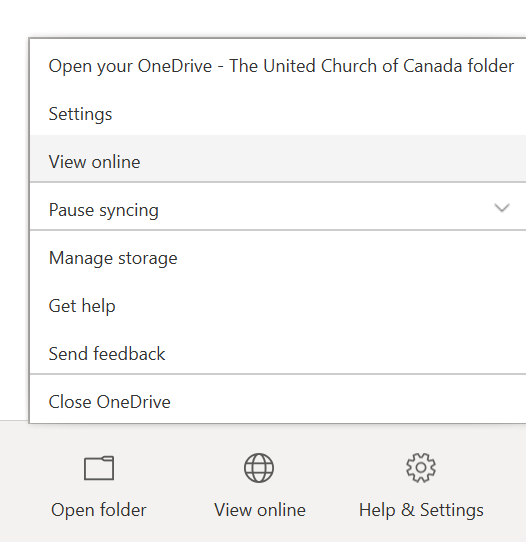 Open your OneDrive - The United Church of Canada folder
Settings
View online
Pause syncing
Manage storage
Get help
Send feedback
Close OneDrive
Open folder
View online
Help & Settings